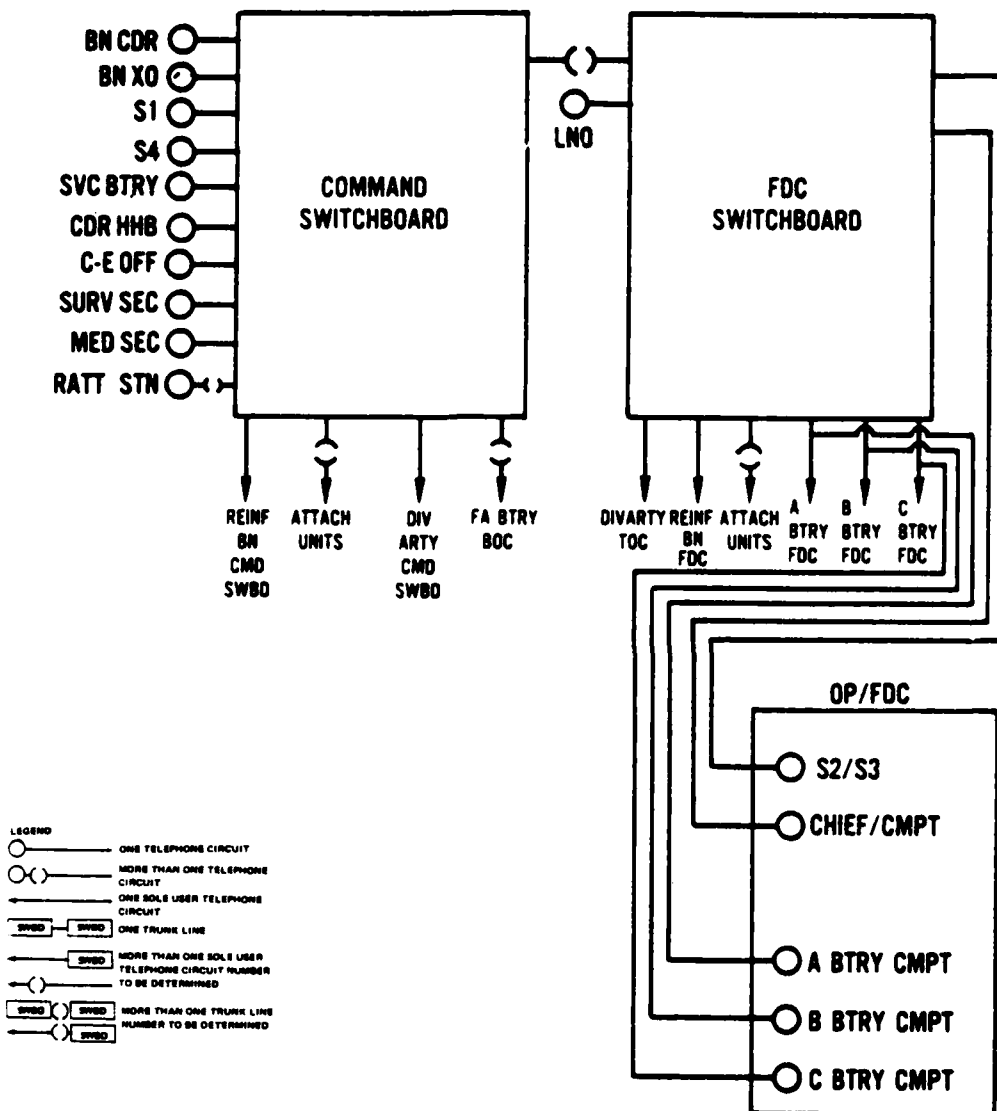 BN CDR
BN XO
S1
S4
SVC BTRY
CDR HHB
C-E OFF
SURV SEC
MED SEC
RATT STN
COMMAND
SWITCHBOARD
LNO
FDC
SWITCHBOARD
REINF
BN
CMD
SWBD
ATTACH
UNITS
DIV
ARTY
CMD
SWBD
FA BTRY
BOC
DIVARTY
TOC
REINF
BN
FDC
ATTACH
UNITS
A
BTRY
FDC
B
BTRY
FDC
C
BTRY
FDC
OP/FDC
S2/S3
CHIEF/CMPT
A BTRY CMPT
B BTRY CMPT
C BTRY CMPT
LEGEND
ONE TELEPHONE CIRCUIT
MORE THAN ONE TELEPHONE
CIRCUIT
ONE SOLE USER TELEPHONE
CIRCUIT
SWBD SWBD ONE TRUNK LINE
SWBD MORE THAN ONE SOLE USER
TELEPHONE CIRCUIT NUMBER
TO BE DETERMINED
SWBD SWBD MORE THAN ONE TRUNK LINE
NUMBER TO BE DETERMINED
SWBD